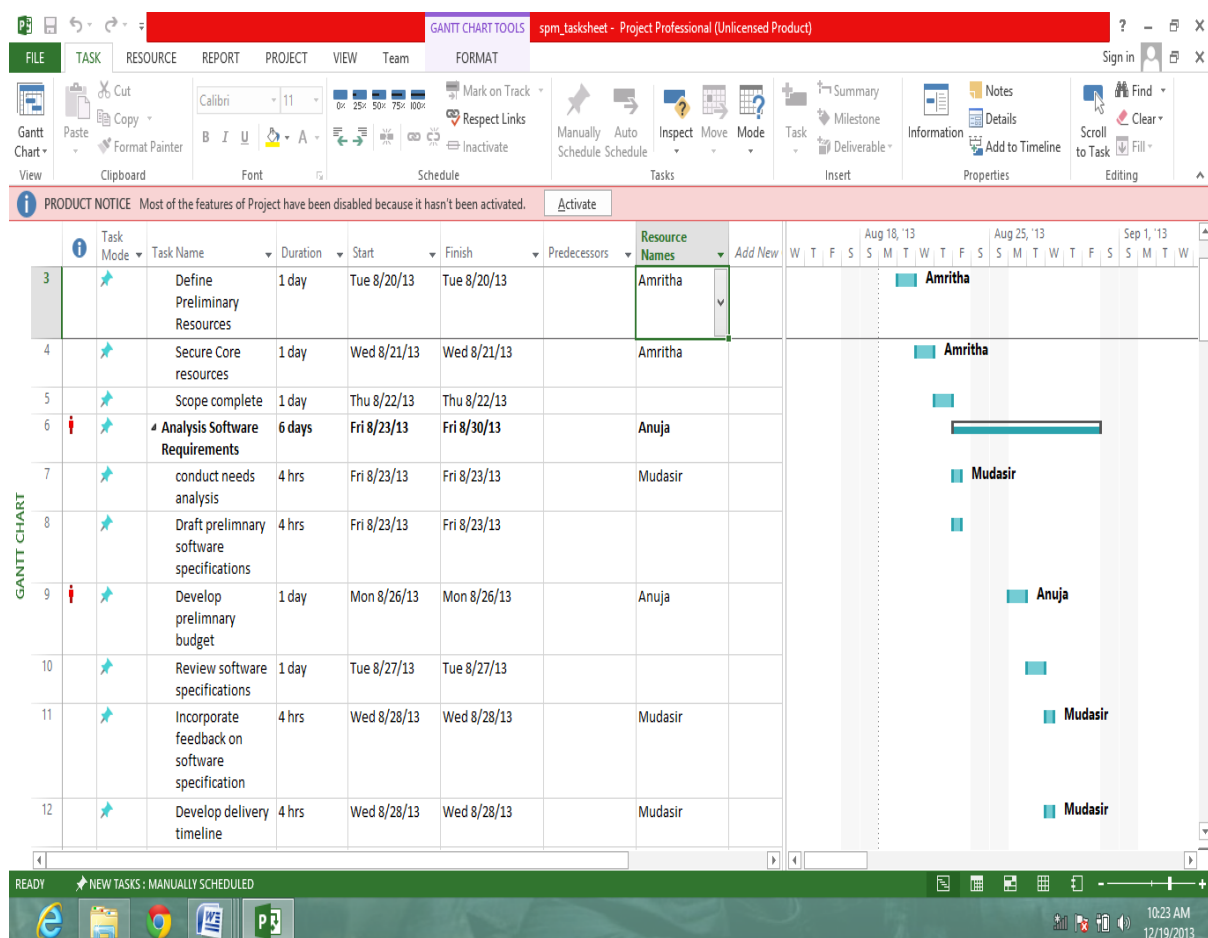 GANTT CHART TOOLS
spm_tasksheet - Project Professional (Unlicensed Product)
FILE TASK RESOURCE REPORT PROJECT VIEW Team FORMAT Sign in
Gantt Chart
View
Paste
Cut
Copy
Format Painter
Clipboard
Calibri 11
B I U A
Font
0% 25% 50% 75% 100%
Mark on Track
Respect Links
Inactivate
Schedule
Manually Schedule
Auto Schedule
Inspect
Move
Mode
Tasks
Task
Summary
Milestone
Deliverable
Insert
Information
Notes
Details
Add to Timeline
Properties
Scroll to Task
Find
Clear
Fill
Editing
PRODUCT NOTICE Most of the features of Project have been disabled because it hasn't been activated. Activate
Task Mode Task Name Duration Start Finish Predecessors Resource Names Add New
Aug 18, '13 Aug 25, '13 Sep 1, '13
W T F S S M T W T F S S M T W T F S S M T W
3 Define Preliminary Resources 1 day Tue 8/20/13 Tue 8/20/13 Amritha Amritha
4 Secure Core resources 1 day Wed 8/21/13 Wed 8/21/13 Amritha Amritha
5 Scope complete 1 day Thu 8/22/13 Thu 8/22/13
6 Analysis Software Requirements 6 days Fri 8/23/13 Fri 8/30/13 Anuja
7 conduct needs analysis 4 hrs Fri 8/23/13 Fri 8/23/13 Mudasir Mudasir
8 Draft prelimnary software specifications 4 hrs Fri 8/23/13 Fri 8/23/13
9 Develop prelimnary budget 1 day Mon 8/26/13 Mon 8/26/13 Anuja Anuja
10 Review software specifications 1 day Tue 8/27/13 Tue 8/27/13
11 Incorporate feedback on software specification 4 hrs Wed 8/28/13 Wed 8/28/13 Mudasir Mudasir
12 Develop delivery timeline 4 hrs Wed 8/28/13 Wed 8/28/13 Mudasir Mudasir
GANTT CHART
READY NEW TASKS : MANUALLY SCHEDULED
10:23 AM
12/19/2013